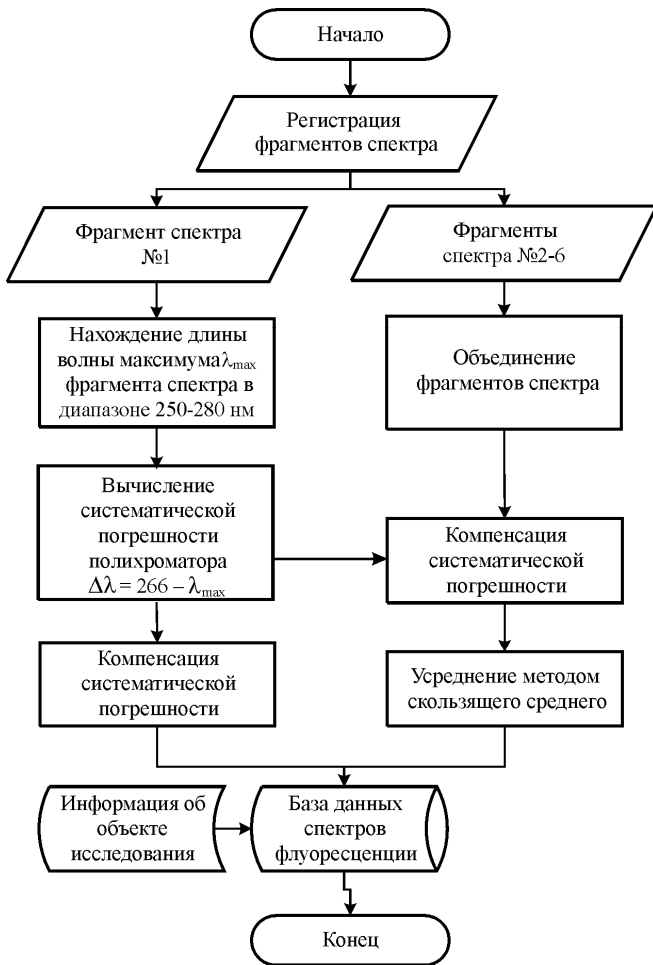 Начало
Регистрация
фрагментов спектра
Фрагмент спектра
№1
Фрагменты
спектра №2-6
Нахождение длины
волны максимума λmax
фрагмента спектра в
диапазоне 250-280 нм
Объединение
фрагментов спектра
Вычисление
систематической
погрешности
полихроматора
Δλ = 266 – λmax
Компенсация
систематической
погрешности
Компенсация
систематической
погрешности
Усреднение методом
скользящего среднего
Информация об
объекте
исследования
База данных
спектров
флуоресценции
Конец